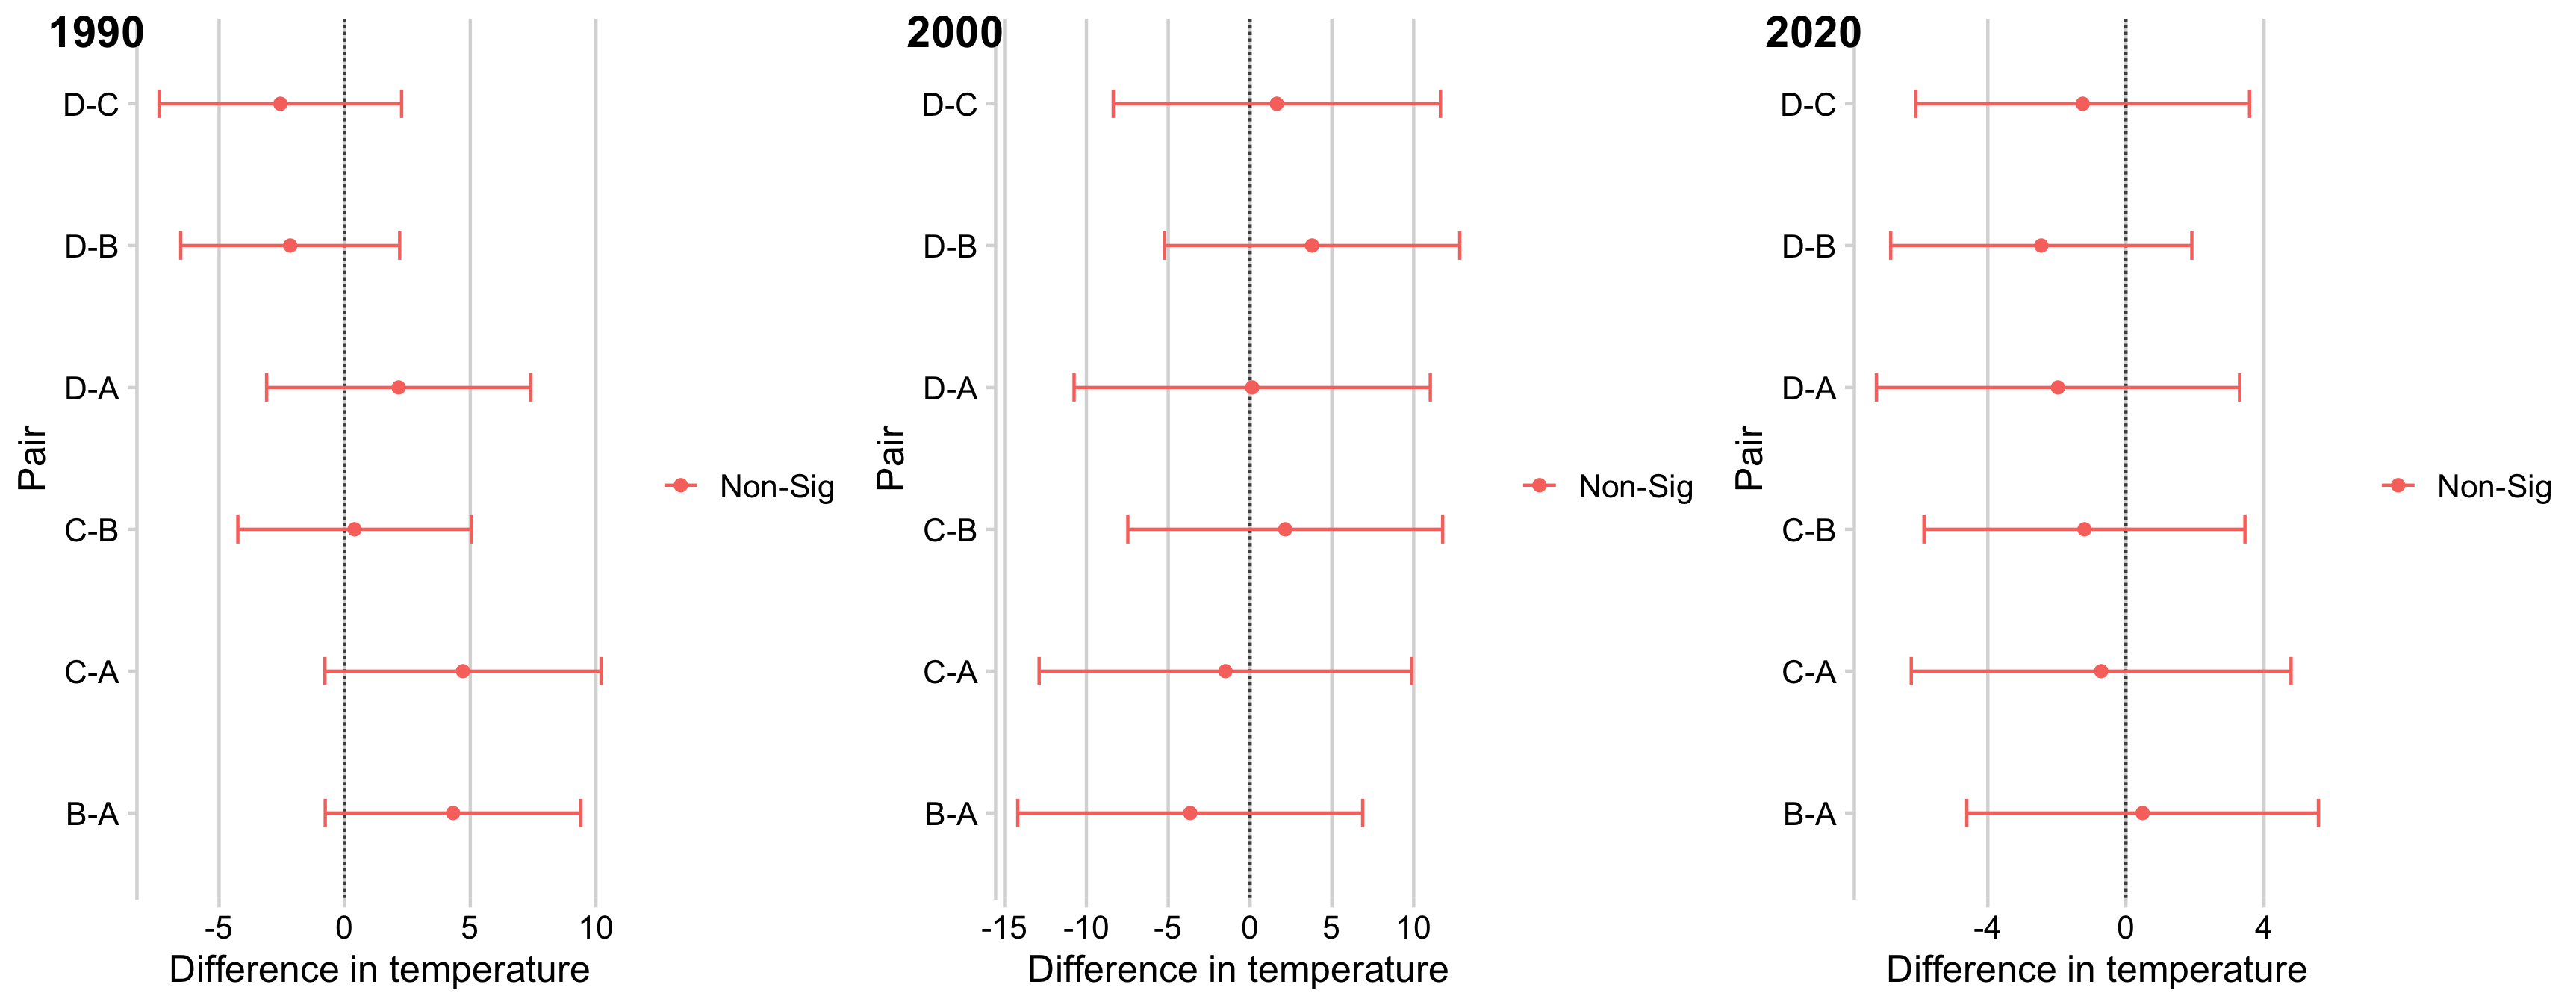 1990
D-C
D-B
D-A
C-B
C-A
B-A
Pair
-5 0 5 10
Difference in temperature
Non-Sig
2000
D-C
D-B
D-A
C-B
C-A
B-A
Pair
-15 -10 -5 0 5 10
Difference in temperature
Non-Sig
2020
D-C
D-B
D-A
C-B
C-A
B-A
Pair
-4 0 4
Difference in temperature
Non-Sig